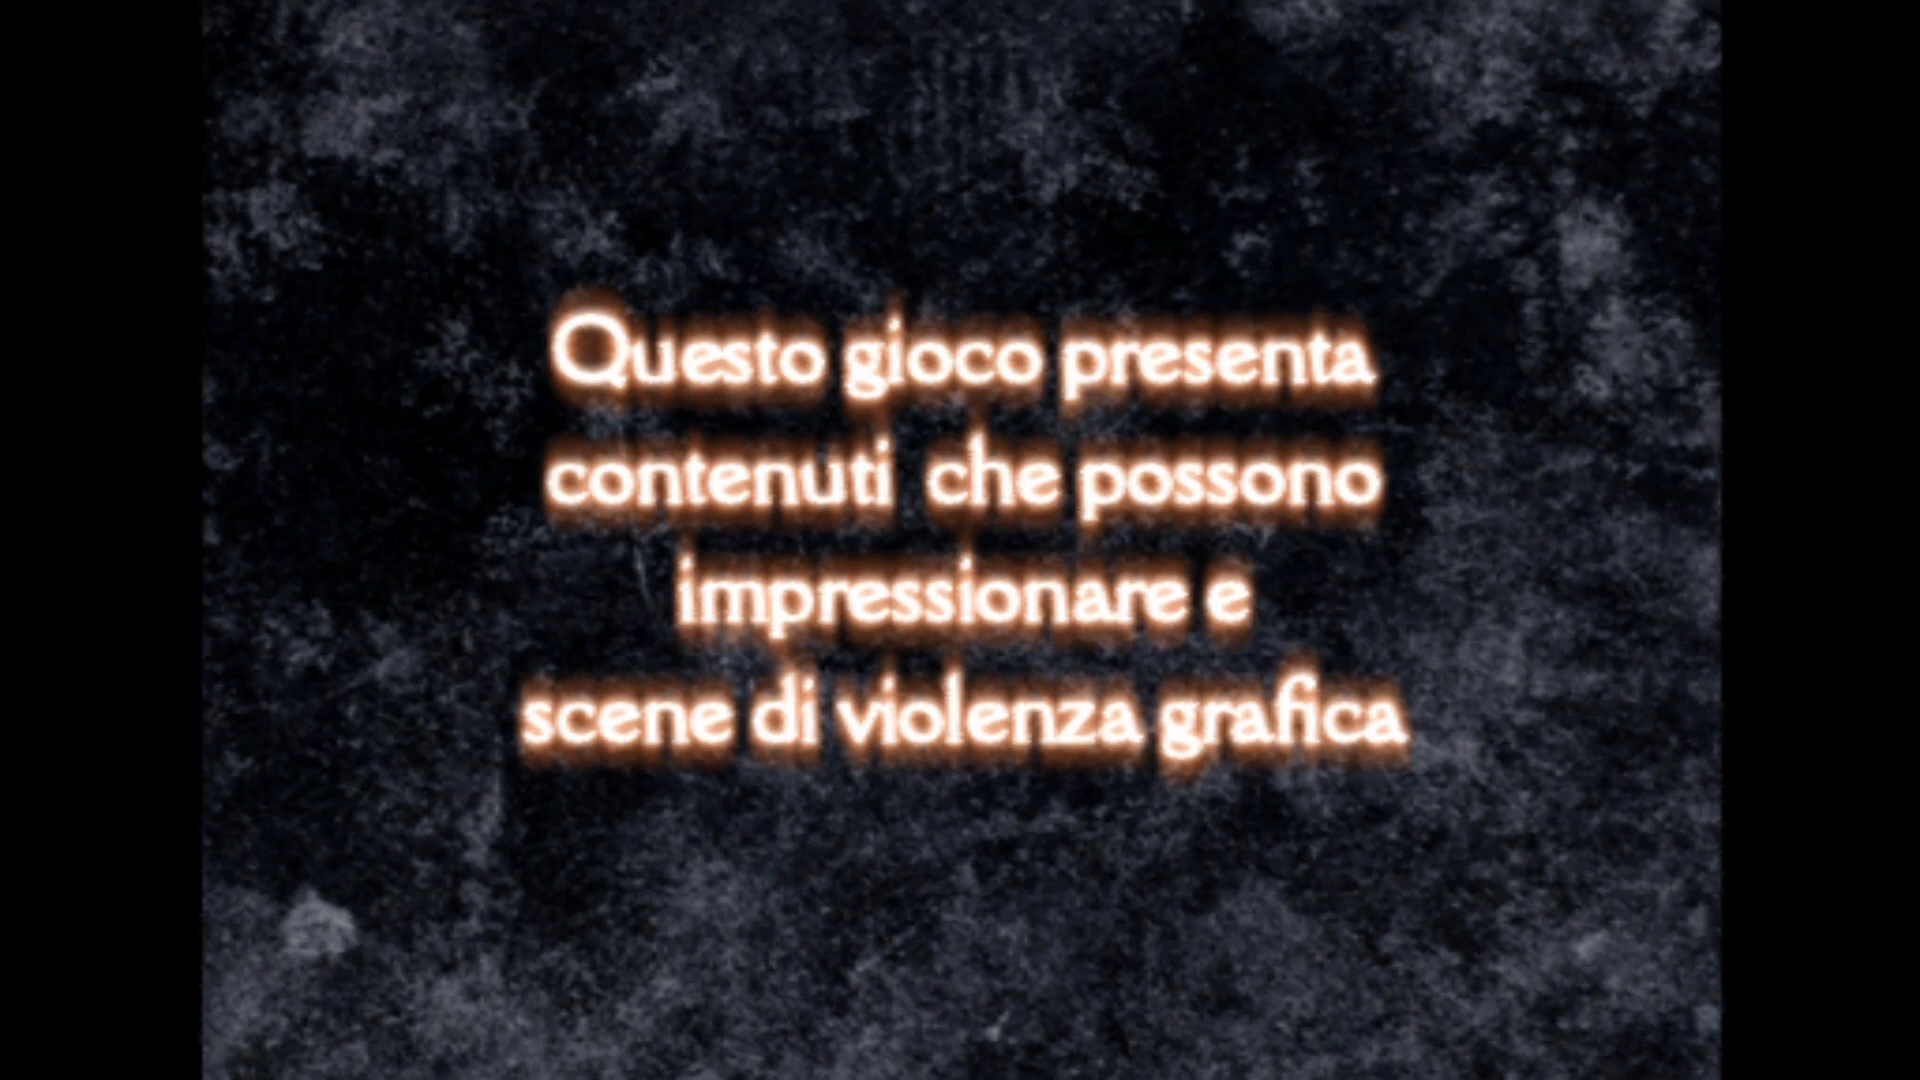 Questo gioco presenta
contenuti che possono
impressionare e
scene di violenza grafica